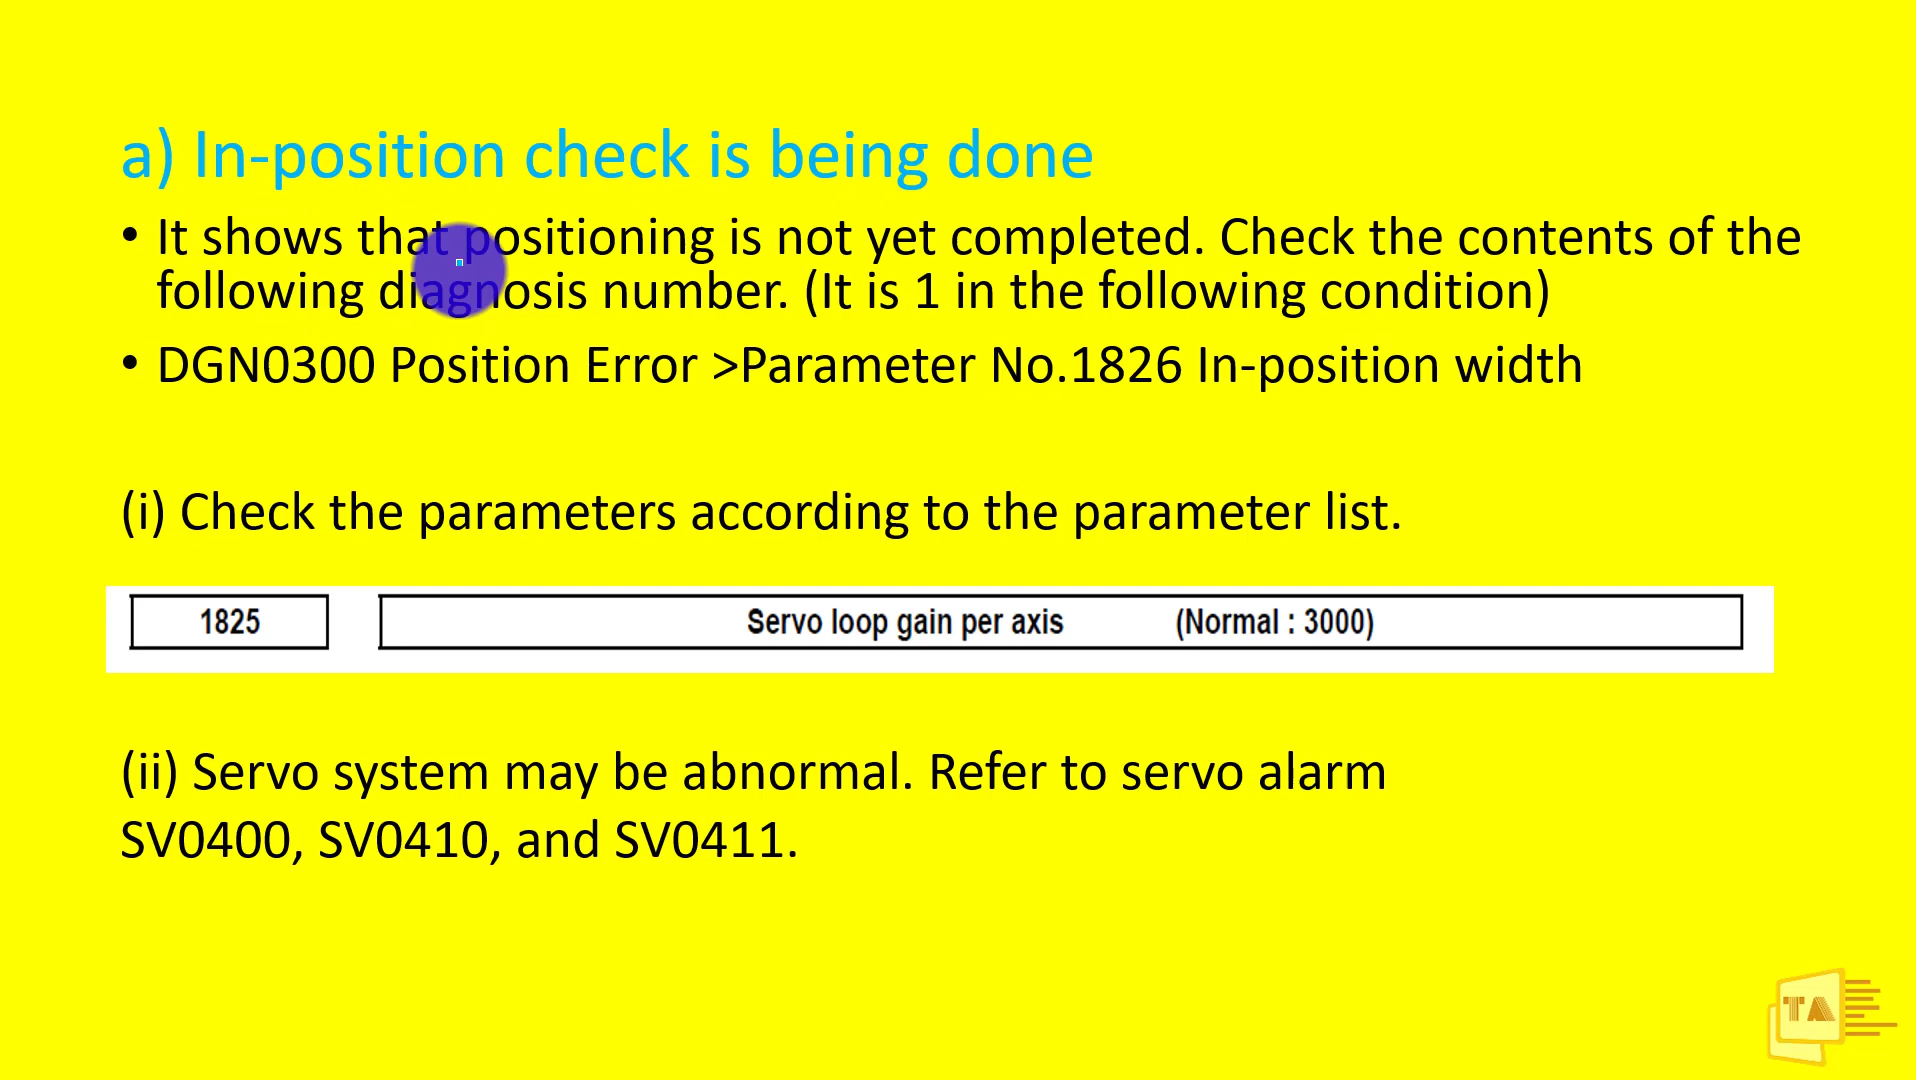 a) In-position check is being done
• It shows that positioning is not yet completed. Check the contents of the
following diagnosis number. (It is 1 in the following condition)
• DGN0300 Position Error >Parameter No.1826 In-position width
(i) Check the parameters according to the parameter list.
1825 Servo loop gain per axis (Normal : 3000)
(ii) Servo system may be abnormal. Refer to servo alarm
SV0400, SV0410, and SV0411.
TA